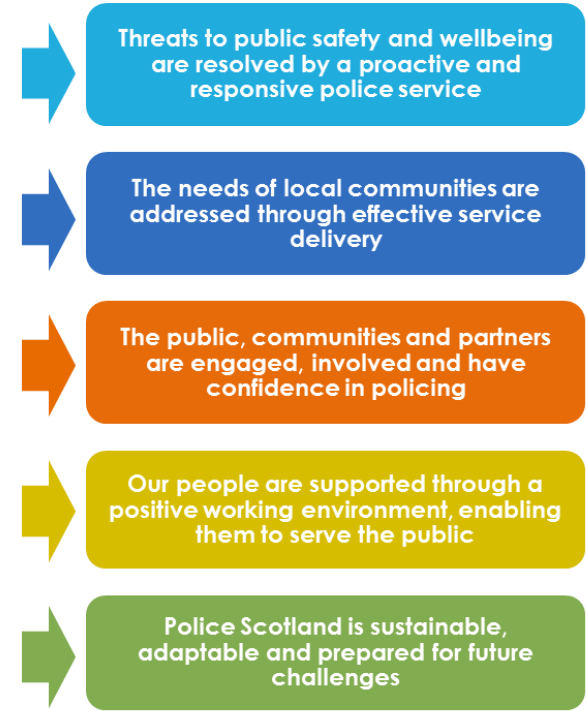 Threats to public safety and wellbeing
are resolved by a proactive and
responsive police service
The needs of local communities are
addressed through effective service
delivery
The public, communities and partners
are engaged, involved and have
confidence in policing
Our people are supported through a
positive working environment, enabling
them to serve the public
Police Scotland is sustainable,
adaptable and prepared for future
challenges